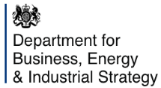 Department for
Business, Energy
& Industrial Strategy